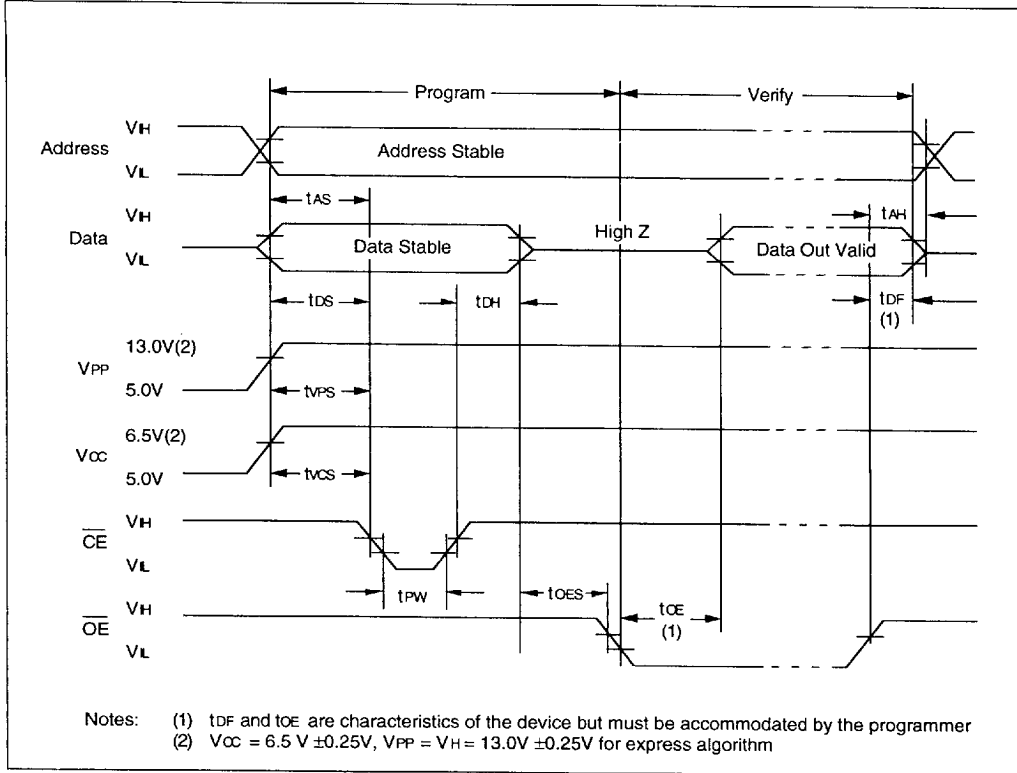 Program
Verify
Address
VIH
VIL
Address Stable
tAS
tAH
Data
VIH
VIL
Data Stable
High Z
Data Out Valid
tDS
tDH
tDF
(1)
VPP
13.0V(2)
5.0V
tVPS
VCC
6.5V(2)
5.0V
tVCS
CE
VIH
VIL
tPW
OE
VIH
VIL
tOES
tOE
(1)
Notes: (1) tDF and tOE are characteristics of the device but must be accommodated by the programmer
(2) VCC = 6.5 V ±0.25V, VPP = VH = 13.0V ±0.25V for express algorithm